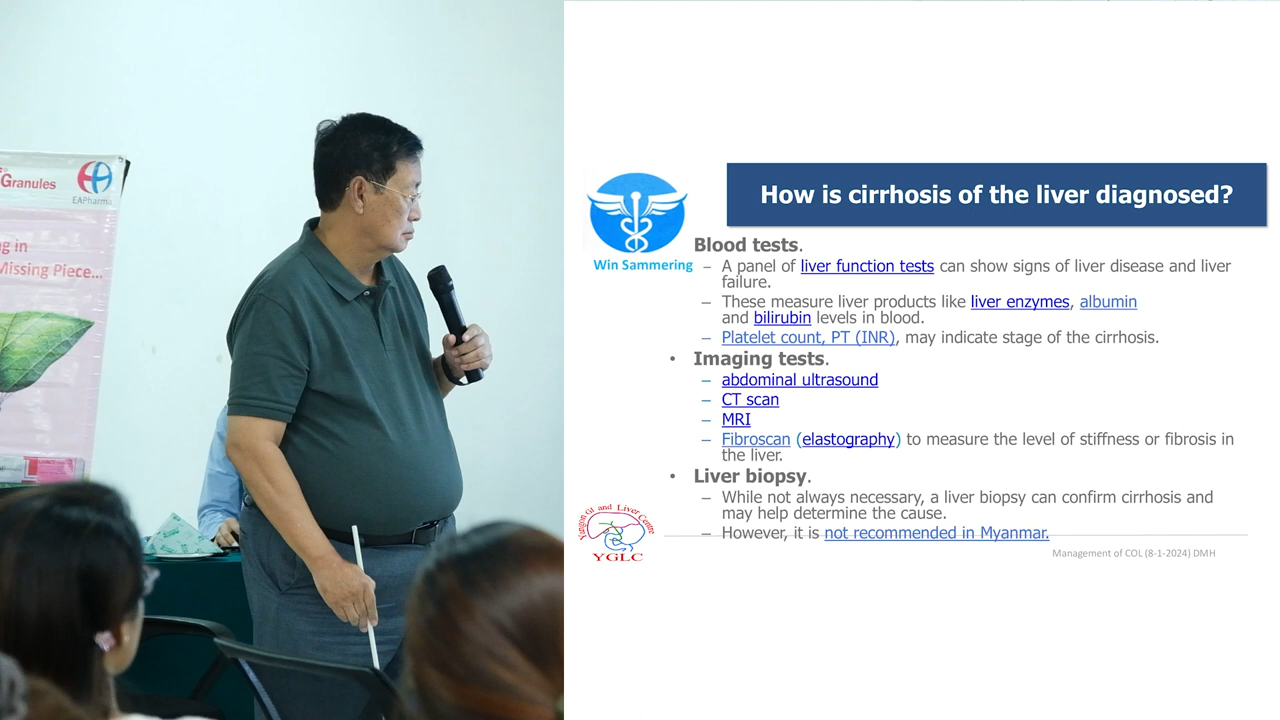 Granules
EAPharma
g in
Missing Piece...
How is cirrhosis of the liver diagnosed?
Win Sammering
Blood tests.
– A panel of liver function tests can show signs of liver disease and liver
failure.
– These measure liver products like liver enzymes, albumin
and bilirubin levels in blood.
– Platelet count, PT (INR), may indicate stage of the cirrhosis.
• Imaging tests.
– abdominal ultrasound
– CT scan
– MRI
– Fibroscan (elastography) to measure the level of stiffness or fibrosis in
the liver.
• Liver biopsy.
– While not always necessary, a liver biopsy can confirm cirrhosis and
may help determine the cause.
– However, it is not recommended in Myanmar.
Yangon GI and Liver Centre
YGLC
Management of COL (8-1-2024) DMH